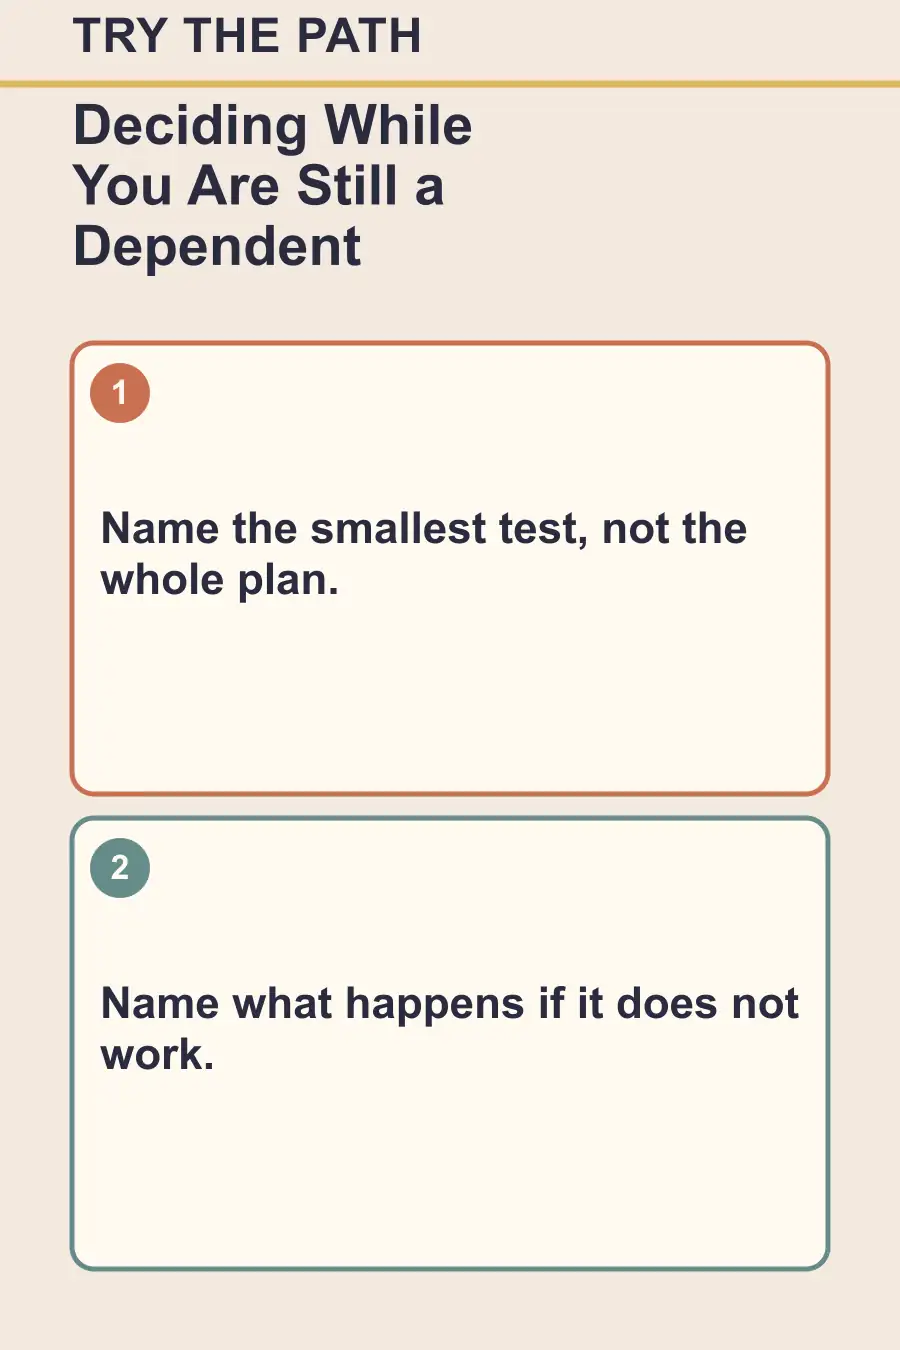 TRY THE PATH
Deciding While
You Are Still a
Dependent
1
Name the smallest test, not the
whole plan.
2
Name what happens if it does not
work.